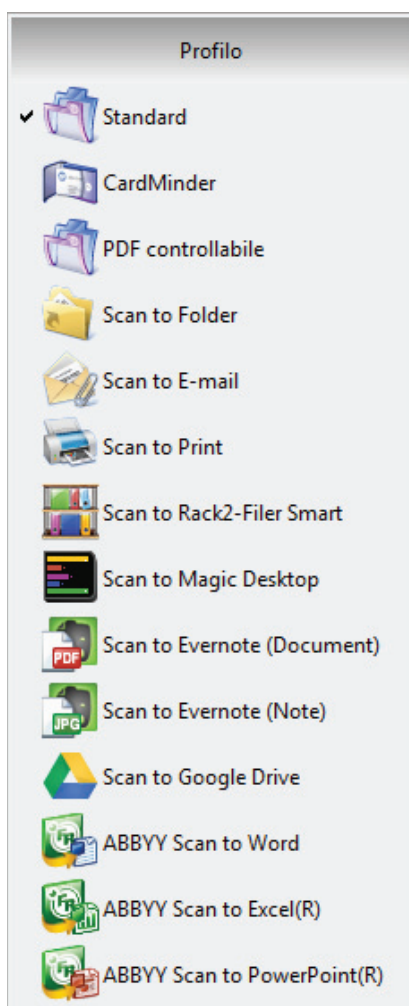 Profilo
Standard
CardMinder
PDF controllabile
Scan to Folder
Scan to E-mail
Scan to Print
Scan to Rack2-Filer Smart
Scan to Magic Desktop
PDF
Scan to Evernote (Document)
JPG
Scan to Evernote (Note)
Scan to Google Drive
ABBYY Scan to Word
ABBYY Scan to Excel(R)
ABBYY Scan to PowerPoint(R)